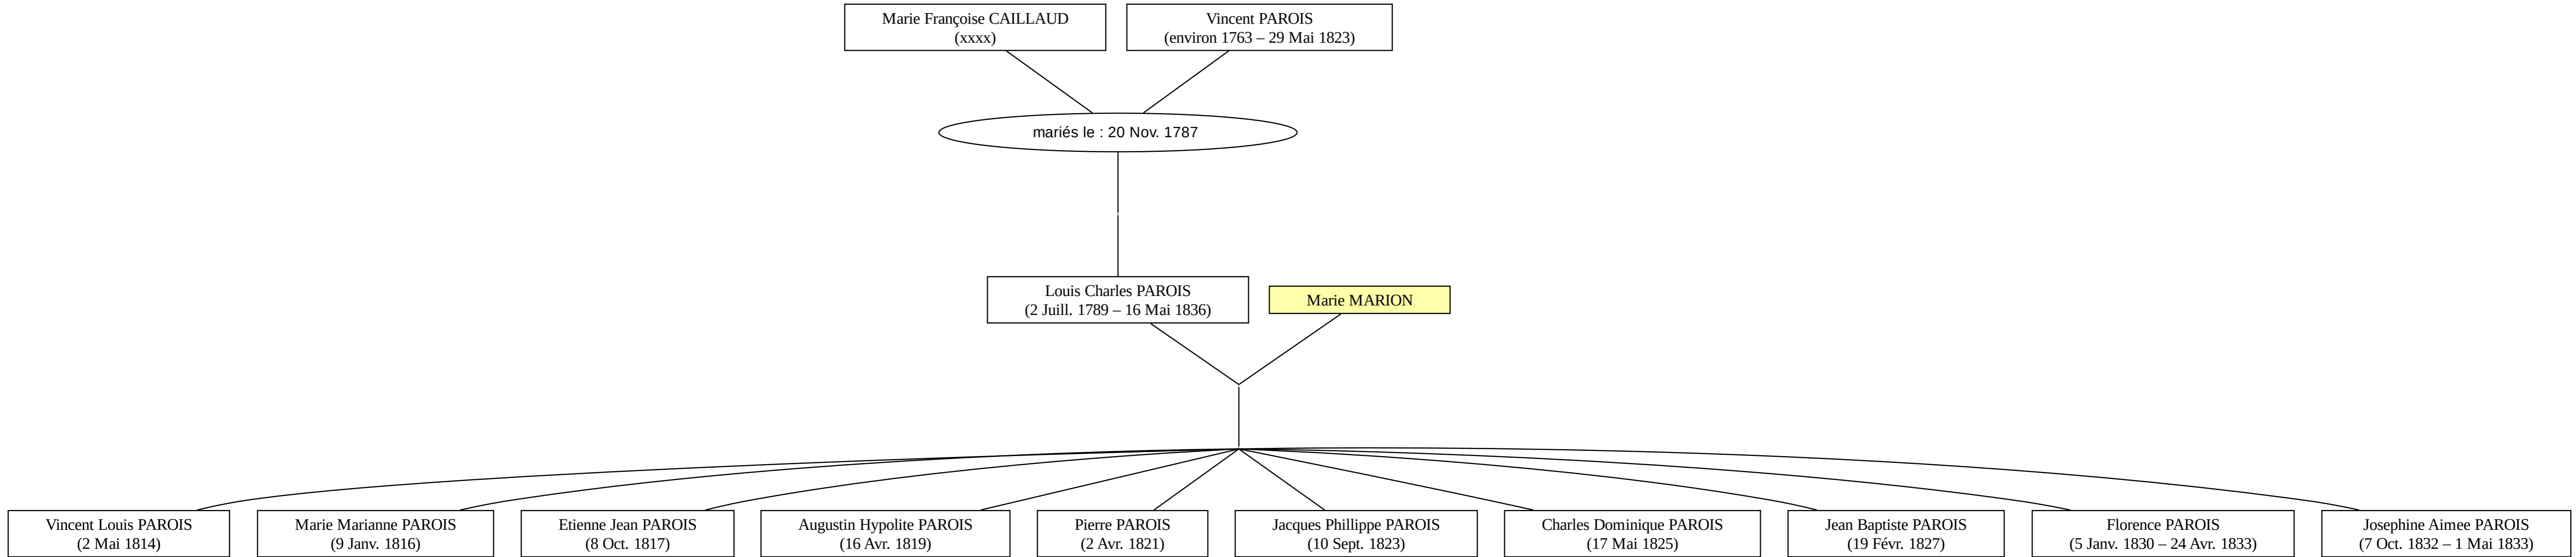 Marie Françoise CAILLAUD
(xxxx)
Vincent PAROIS
(environ 1763 – 29 Mai 1823)
mariés le : 20 Nov. 1787
Louis Charles PAROIS
(2 Juill. 1789 – 16 Mai 1836)
Marie MARION
Vincent Louis PAROIS
(2 Mai 1814)
Marie Marianne PAROIS
(9 Janv. 1816)
Etienne Jean PAROIS
(8 Oct. 1817)
Augustin Hypolite PAROIS
(16 Avr. 1819)
Pierre PAROIS
(2 Avr. 1821)
Jacques Phillippe PAROIS
(10 Sept. 1823)
Charles Dominique PAROIS
(17 Mai 1825)
Jean Baptiste PAROIS
(19 Févr. 1827)
Florence PAROIS
(5 Janv. 1830 – 24 Avr. 1833)
Josephine Aimee PAROIS
(7 Oct. 1832 – 1 Mai 1833)